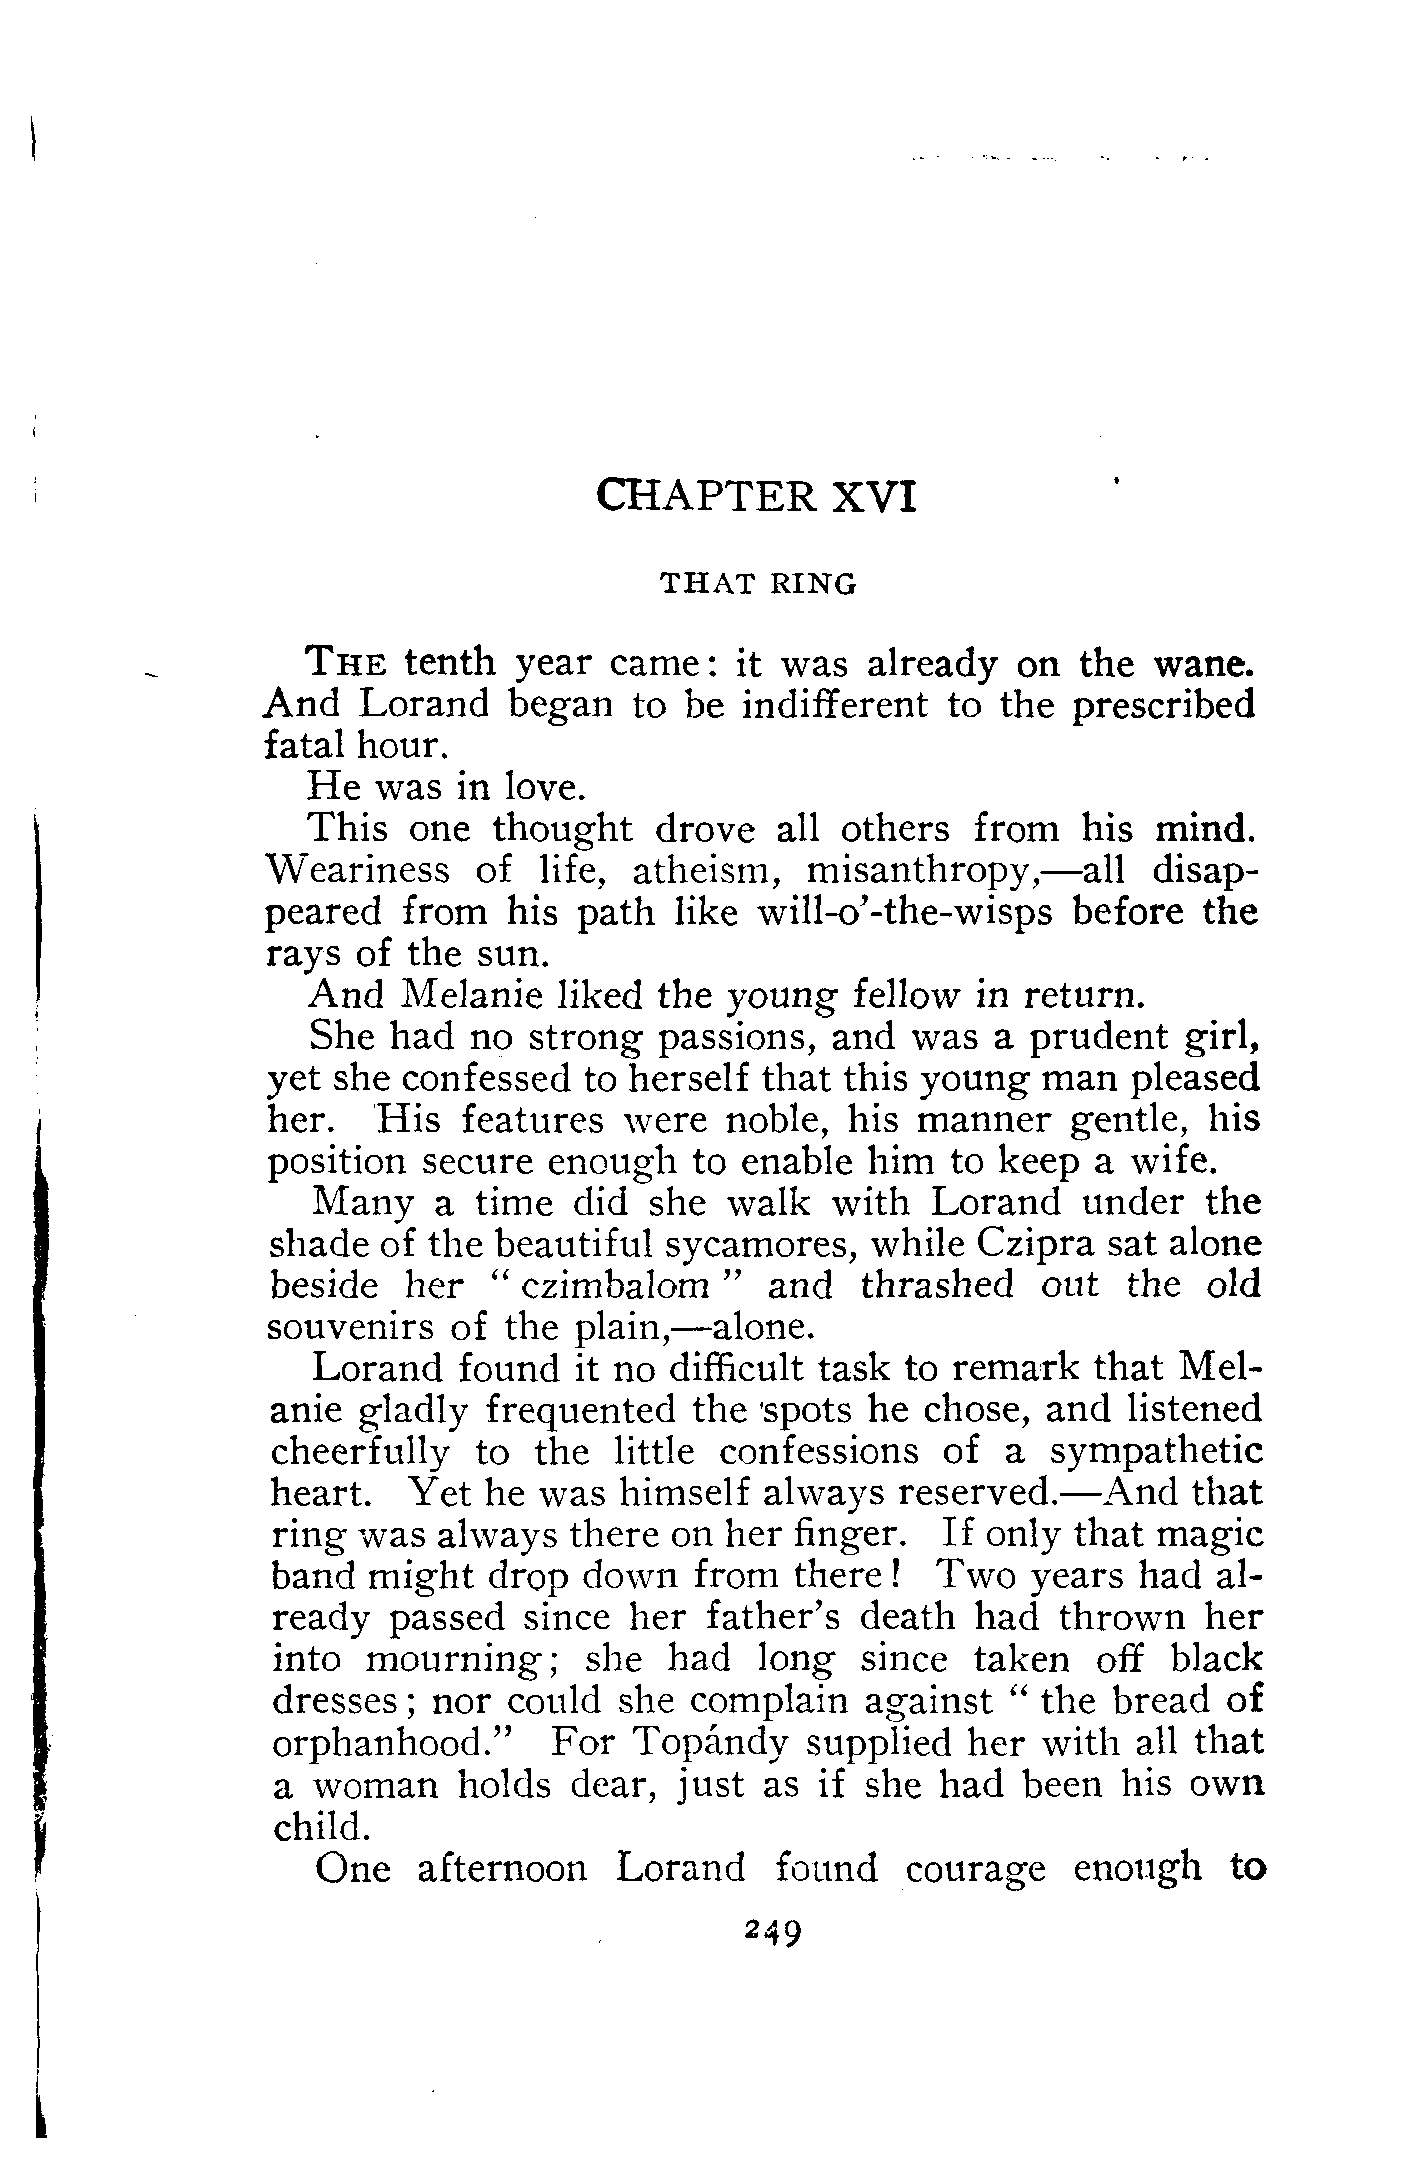 CHAPTER XVI
THAT RING
THE tenth year came: it was already on the wane.
And Lorand began to be indifferent to the prescribed
fatal hour.
He was in love.
This one thought drove all others from his mind.
Weariness of life, atheism, misanthropy,—all disap-
peared from his path like will-o'-the-wisps before the
rays of the sun.
And Melanie liked the young fellow in return.
She had no strong passions, and was a prudent girl,
yet she confessed to herself that this young man pleased
her. His features were noble, his manner gentle, his
position secure enough to enable him to keep a wife.
Many a time did she walk with Lorand under the
shade of the beautiful sycamores, while Czipra sat alone
beside her “ czimbalom ” and thrashed out the old
souvenirs of the plain,—alone.
Lorand found it no difficult task to remark that Mel-
anie gladly frequented the spots he chose, and listened
cheerfully to the little confessions of a sympathetic
heart. Yet he was himself always reserved.—And that
ring was always there on her finger. If only that magic
band might drop down from there! Two years had al-
ready passed since her father's death had thrown her
into mourning; she had long since taken off black
dresses; nor could she complain against “ the bread of
orphanhood.” For Topándy supplied her with all that
a woman holds dear, just as if she had been his own
child.
One afternoon Lorand found courage enough to
249